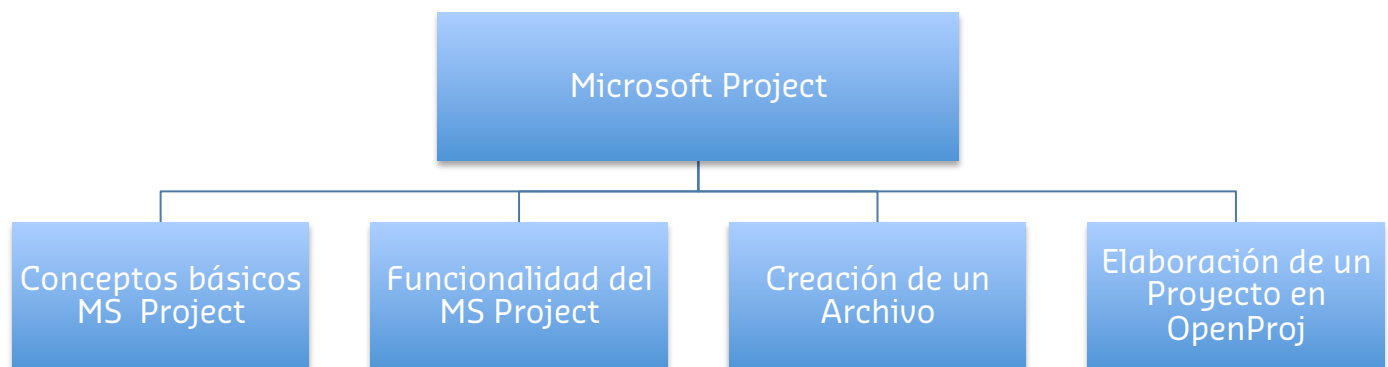 Microsoft Project
Conceptos básicos
MS  Project
Funcionalidad del
MS Project
Creación de un
Archivo
Elaboración de un
Proyecto en
OpenProj